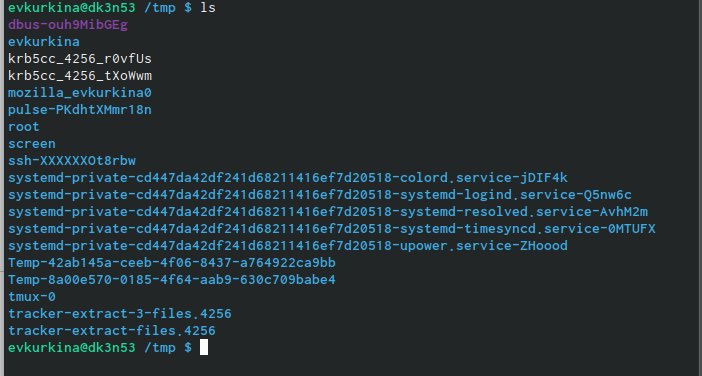 evkurkina@dk3n53 /tmp $ ls
dbus-ouh9MibGEg
evkurkina
krb5cc_4256_r0vfUs
krb5cc_4256_tXoWwm
mozilla_evkurkina0
pulse-PKdhtXMmr18n
root
screen
ssh-XXXXXXOt8rbw
systemd-private-cd447da42df241d68211416ef7d20518-colord.service-jDIF4k
systemd-private-cd447da42df241d68211416ef7d20518-systemd-logind.service-Q5nw6c
systemd-private-cd447da42df241d68211416ef7d20518-systemd-resolved.service-AvhM2m
systemd-private-cd447da42df241d68211416ef7d20518-systemd-timesyncd.service-0MTUFX
systemd-private-cd447da42df241d68211416ef7d20518-upower.service-ZHoood
Temp-42ab145a-ceeb-4f06-8437-a764922ca9bb
Temp-8a00e570-0185-4f64-aab9-630c709babe4
tmux-0
tracker-extract-3-files.4256
tracker-extract-files.4256
evkurkina@dk3n53 /tmp $